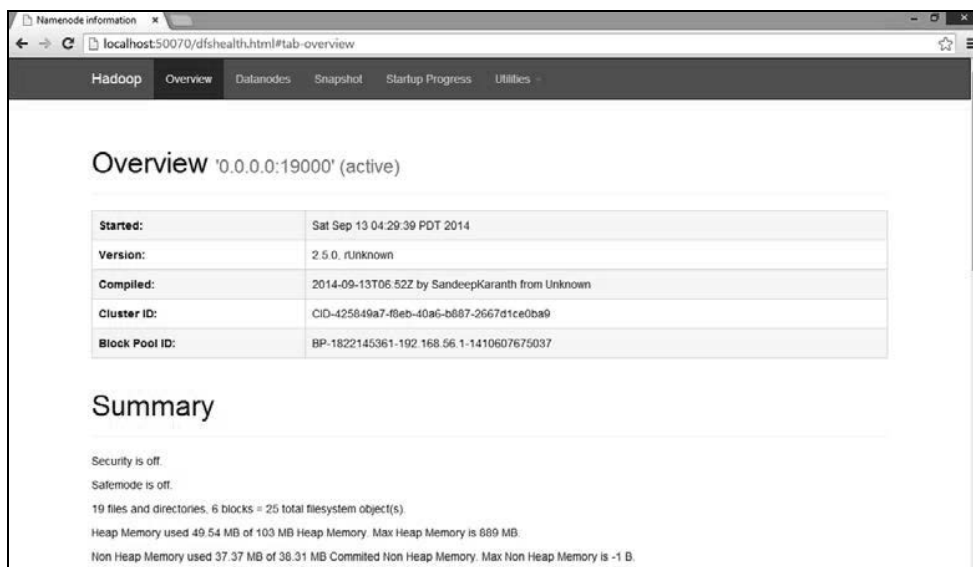 Namenode information
localhost:50070/dfshealth.html#tab-overview
Hadoop Overview Datanodes Snapshot Startup Progress Utilities
Overview '0.0.0.0:19000' (active)
Started: Sat Sep 13 04:29:39 PDT 2014
Version: 2.5.0, rUnknown
Compiled: 2014-09-13T06:52Z by SandeepKaranth from Unknown
Cluster ID: CID-425849a7-f8eb-40a6-b887-2667d1ce0ba9
Block Pool ID: BP-1822145361-192.168.56.1-1410607675037
Summary
Security is off.
Safemode is off.
19 files and directories, 6 blocks = 25 total filesystem object(s).
Heap Memory used 49.54 MB of 103 MB Heap Memory. Max Heap Memory is 889 MB.
Non Heap Memory used 37.37 MB of 38.31 MB Commited Non Heap Memory. Max Non Heap Memory is -1 B.